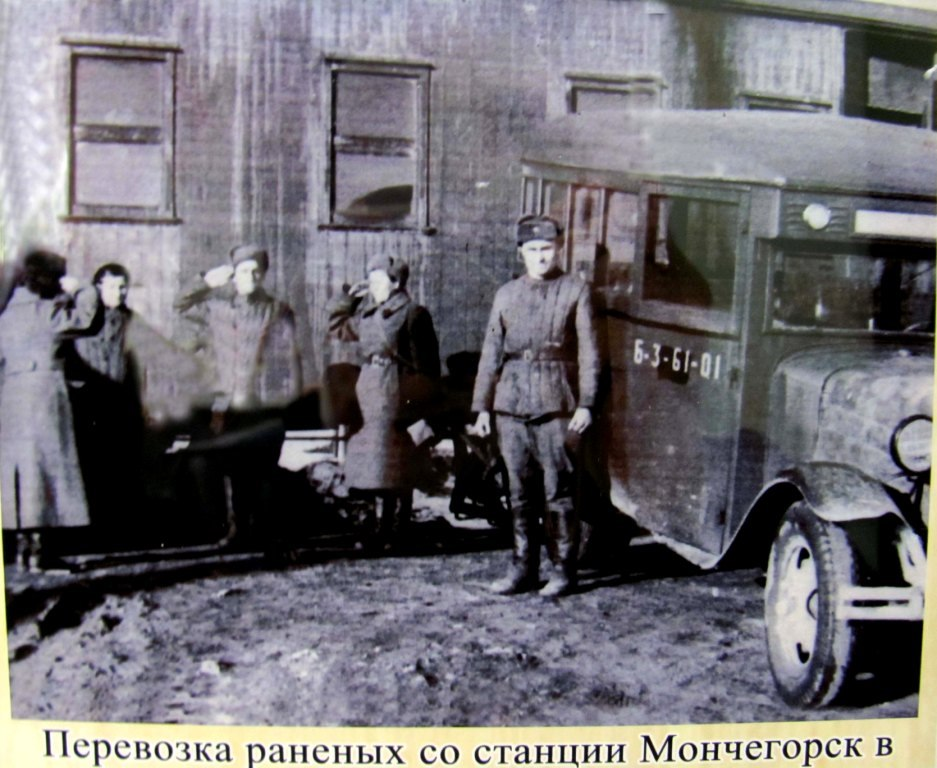 Б-3-61-01
Перевозка раненых со станции Мончегорск в